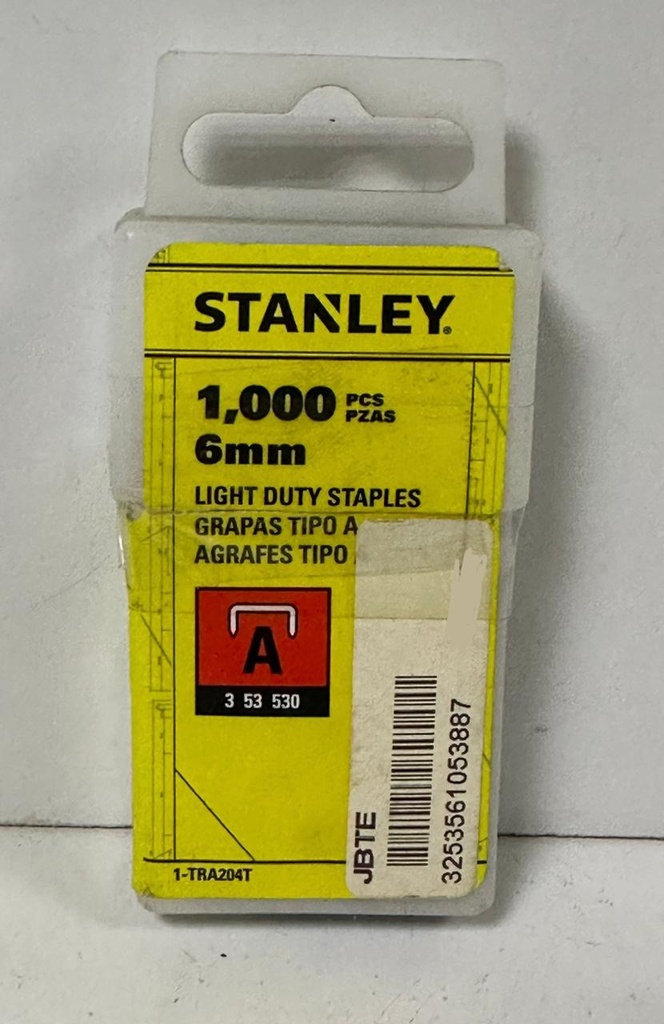 STANLEY®
1,000 PCS
PZAS
6mm
LIGHT DUTY STAPLES
GRAPAS TIPO A
AGRAFES TIPO
A
3 53 530
1-TRA204T
JBTE
3253561053887